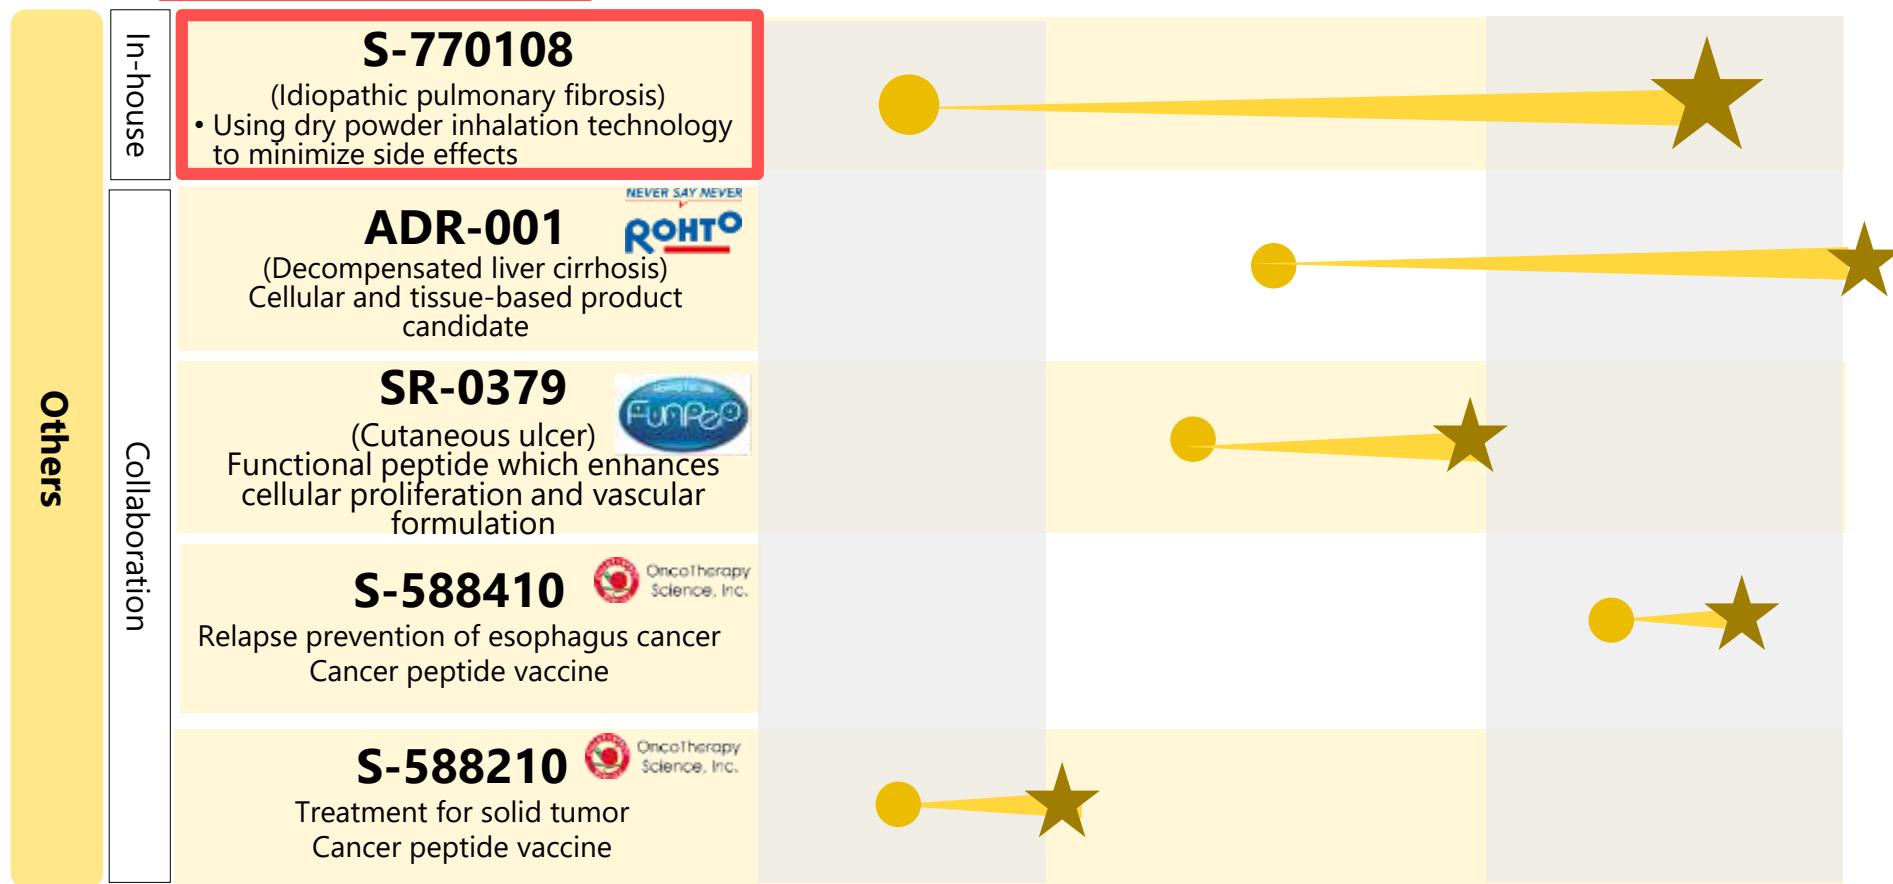 Others
In-house
S-770108
(Idiopathic pulmonary fibrosis)
• Using dry powder inhalation technology
to minimize side effects
Collaboration
NEVER SAY NEVER
ROHTO
ADR-001
(Decompensated liver cirrhosis)
Cellular and tissue-based product
candidate
SR-0379
FunPep
(Cutaneous ulcer)
Functional peptide which enhances
cellular proliferation and vascular
formulation
S-588410
OncoTherapy
Science, Inc.
Relapse prevention of esophagus cancer
Cancer peptide vaccine
S-588210
OncoTherapy
Science, Inc.
Treatment for solid tumor
Cancer peptide vaccine